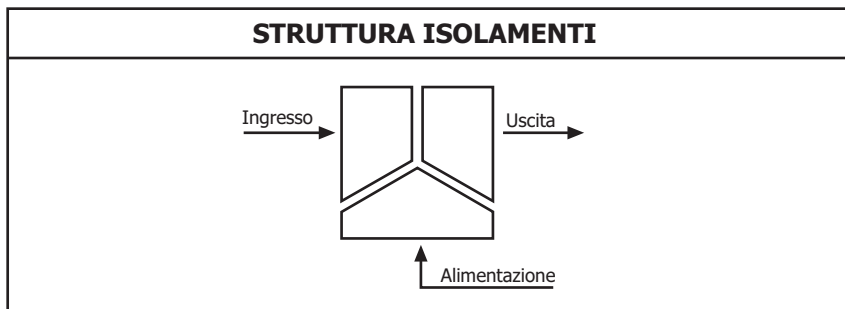 STRUTTURA ISOLAMENTI
Ingresso
Uscita
Alimentazione